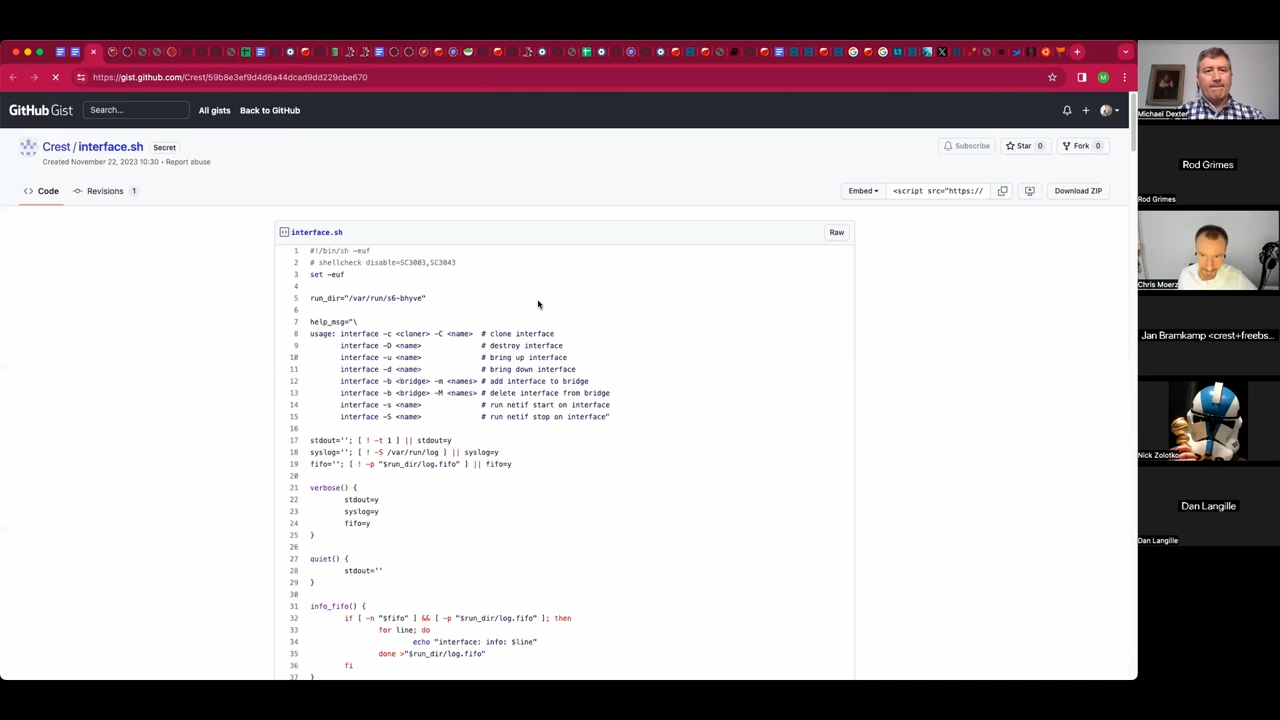 https://gist.github.com/Crest/59b8e3ef9d4d6a44dcad9dd229cbe670
M
GitHub Gist
Search...
All gists
Back to GitHub
Crest / interface.sh
Secret
Created November 22, 2023 10:30 • Report abuse
Subscribe
Star 0
Fork 0
<> Code
Revisions 1
Embed
<script src="https://
Download ZIP
interface.sh
Raw
1 #!/bin/sh -euf
2 # shellcheck disable=SC3003,SC3043
3 set -euf
4
5 run_dir="/var/run/s6-bhyve"
6
7 help_msg="\
8 usage: interface -c <cloner> -C <name> # clone interface
9 interface -D <name> # destroy interface
10 interface -u <name> # bring up interface
11 interface -d <name> # bring down interface
12 interface -b <bridge> -m <names> # add interface to bridge
13 interface -b <bridge> -M <names> # delete interface from bridge
14 interface -s <name> # run netif start on interface
15 interface -S <name> # run netif stop on interface"
16
17 stdout=''; [ ! -t 1 ] || stdout=y
18 syslog=''; [ ! -S /var/run/log ] || syslog=y
19 fifo=''; [ ! -p "$run_dir/log.fifo" ] || fifo=y
20
21 verbose() {
22 stdout=y
23 syslog=y
24 fifo=y
25 }
26
27 quiet() {
28 stdout=''
29 }
30
31 info_fifo() {
32 if [ -n "$fifo" ] && [ -p "$run_dir/log.fifo" ]; then
33 for line; do
34 echo "interface: info: $line"
35 done >"$run_dir/log.fifo"
36 fi
37 }
Michael Dexter
Rod Grimes
Rod Grimes
Chris Moerz
Jan Bramkamp <crest+freebs...
Nick Zolotko
Dan Langille
Dan Langille